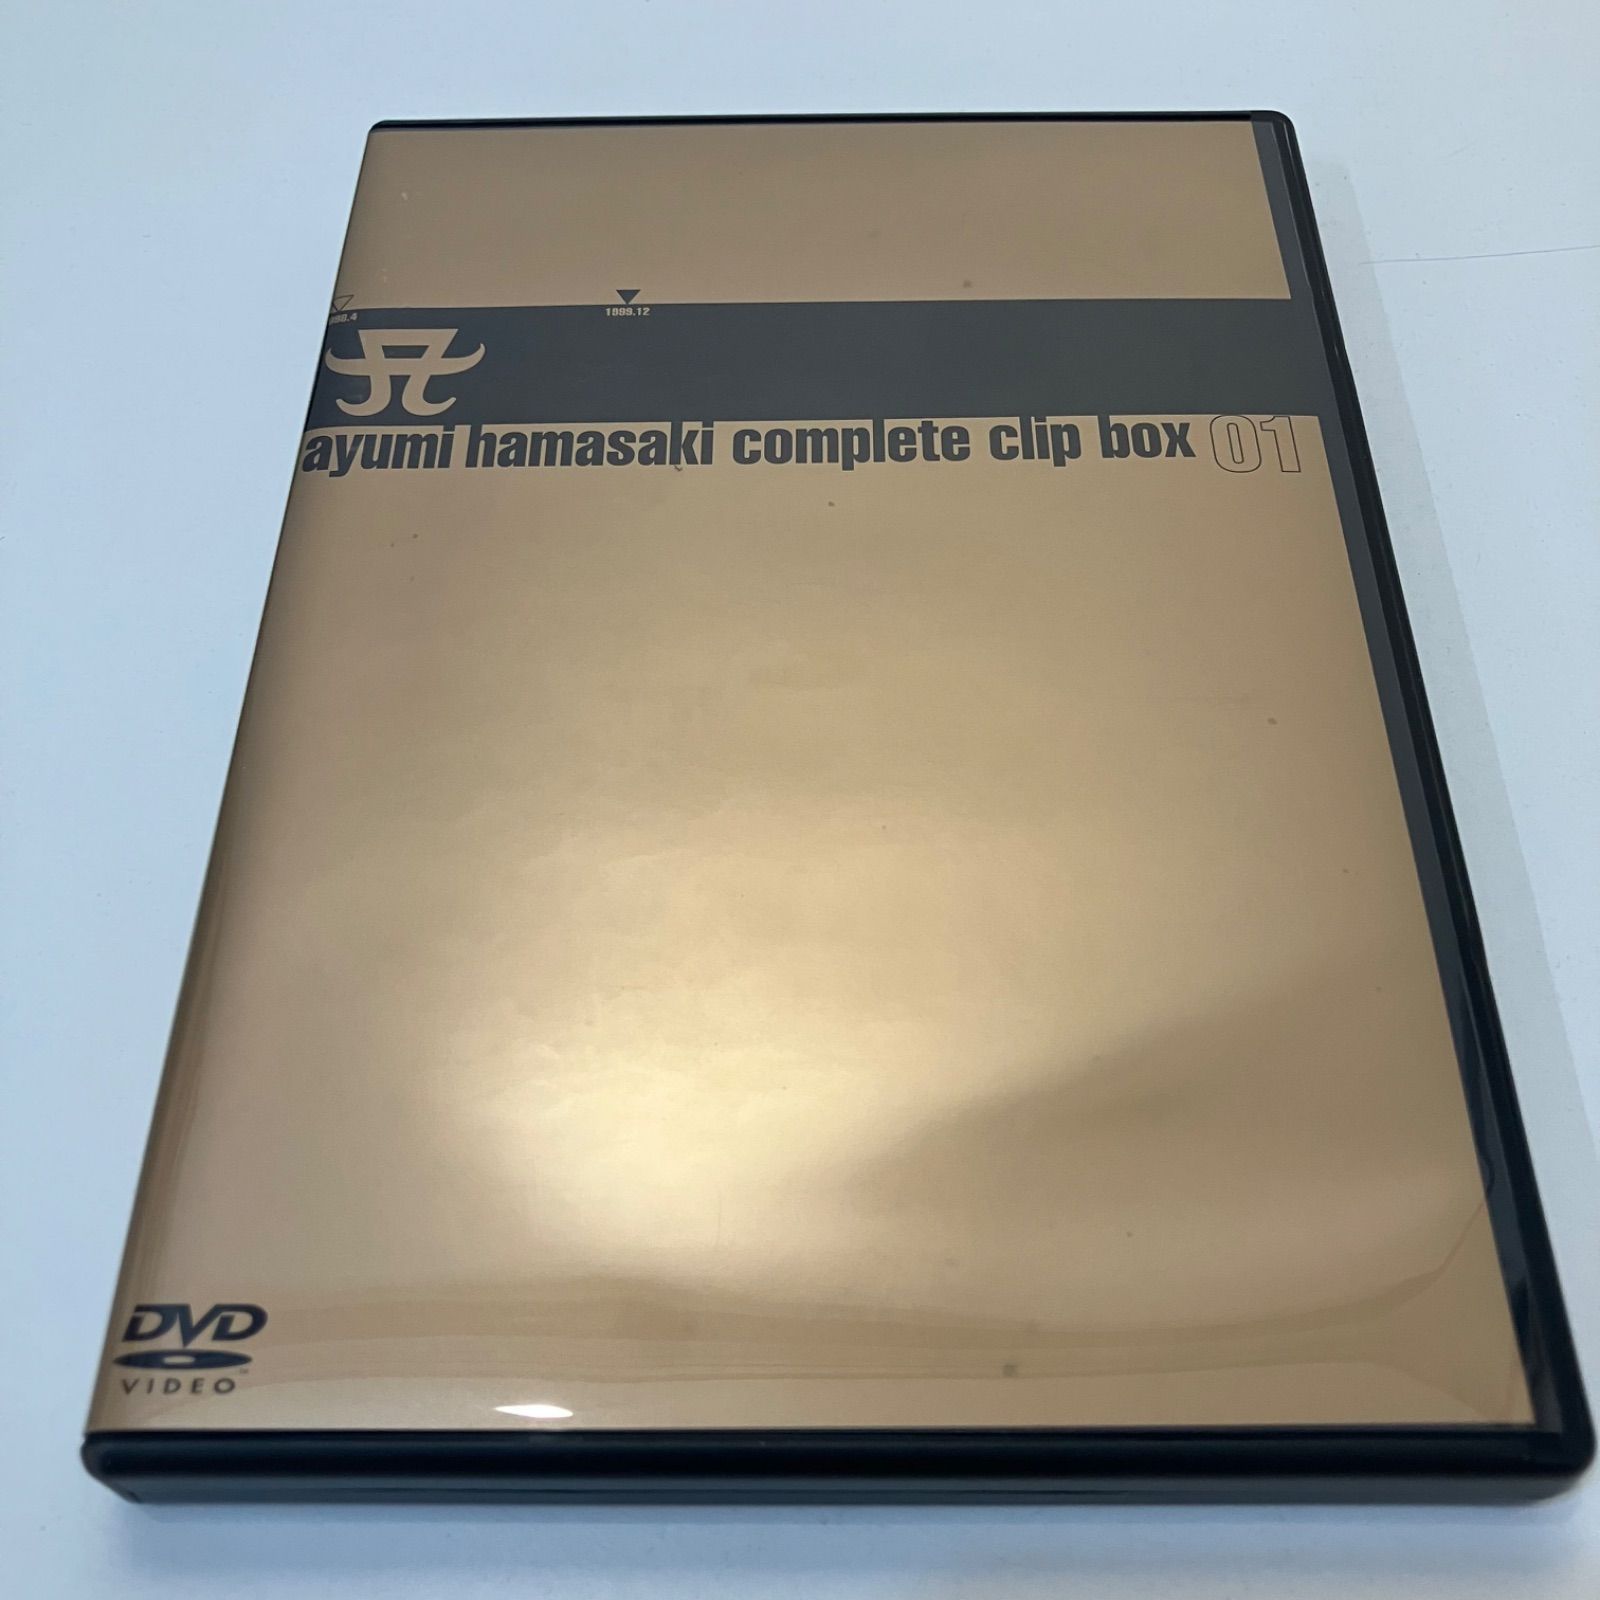 1999.12
ayumi hamasaki complete clip box 01
DVD
VIDEO